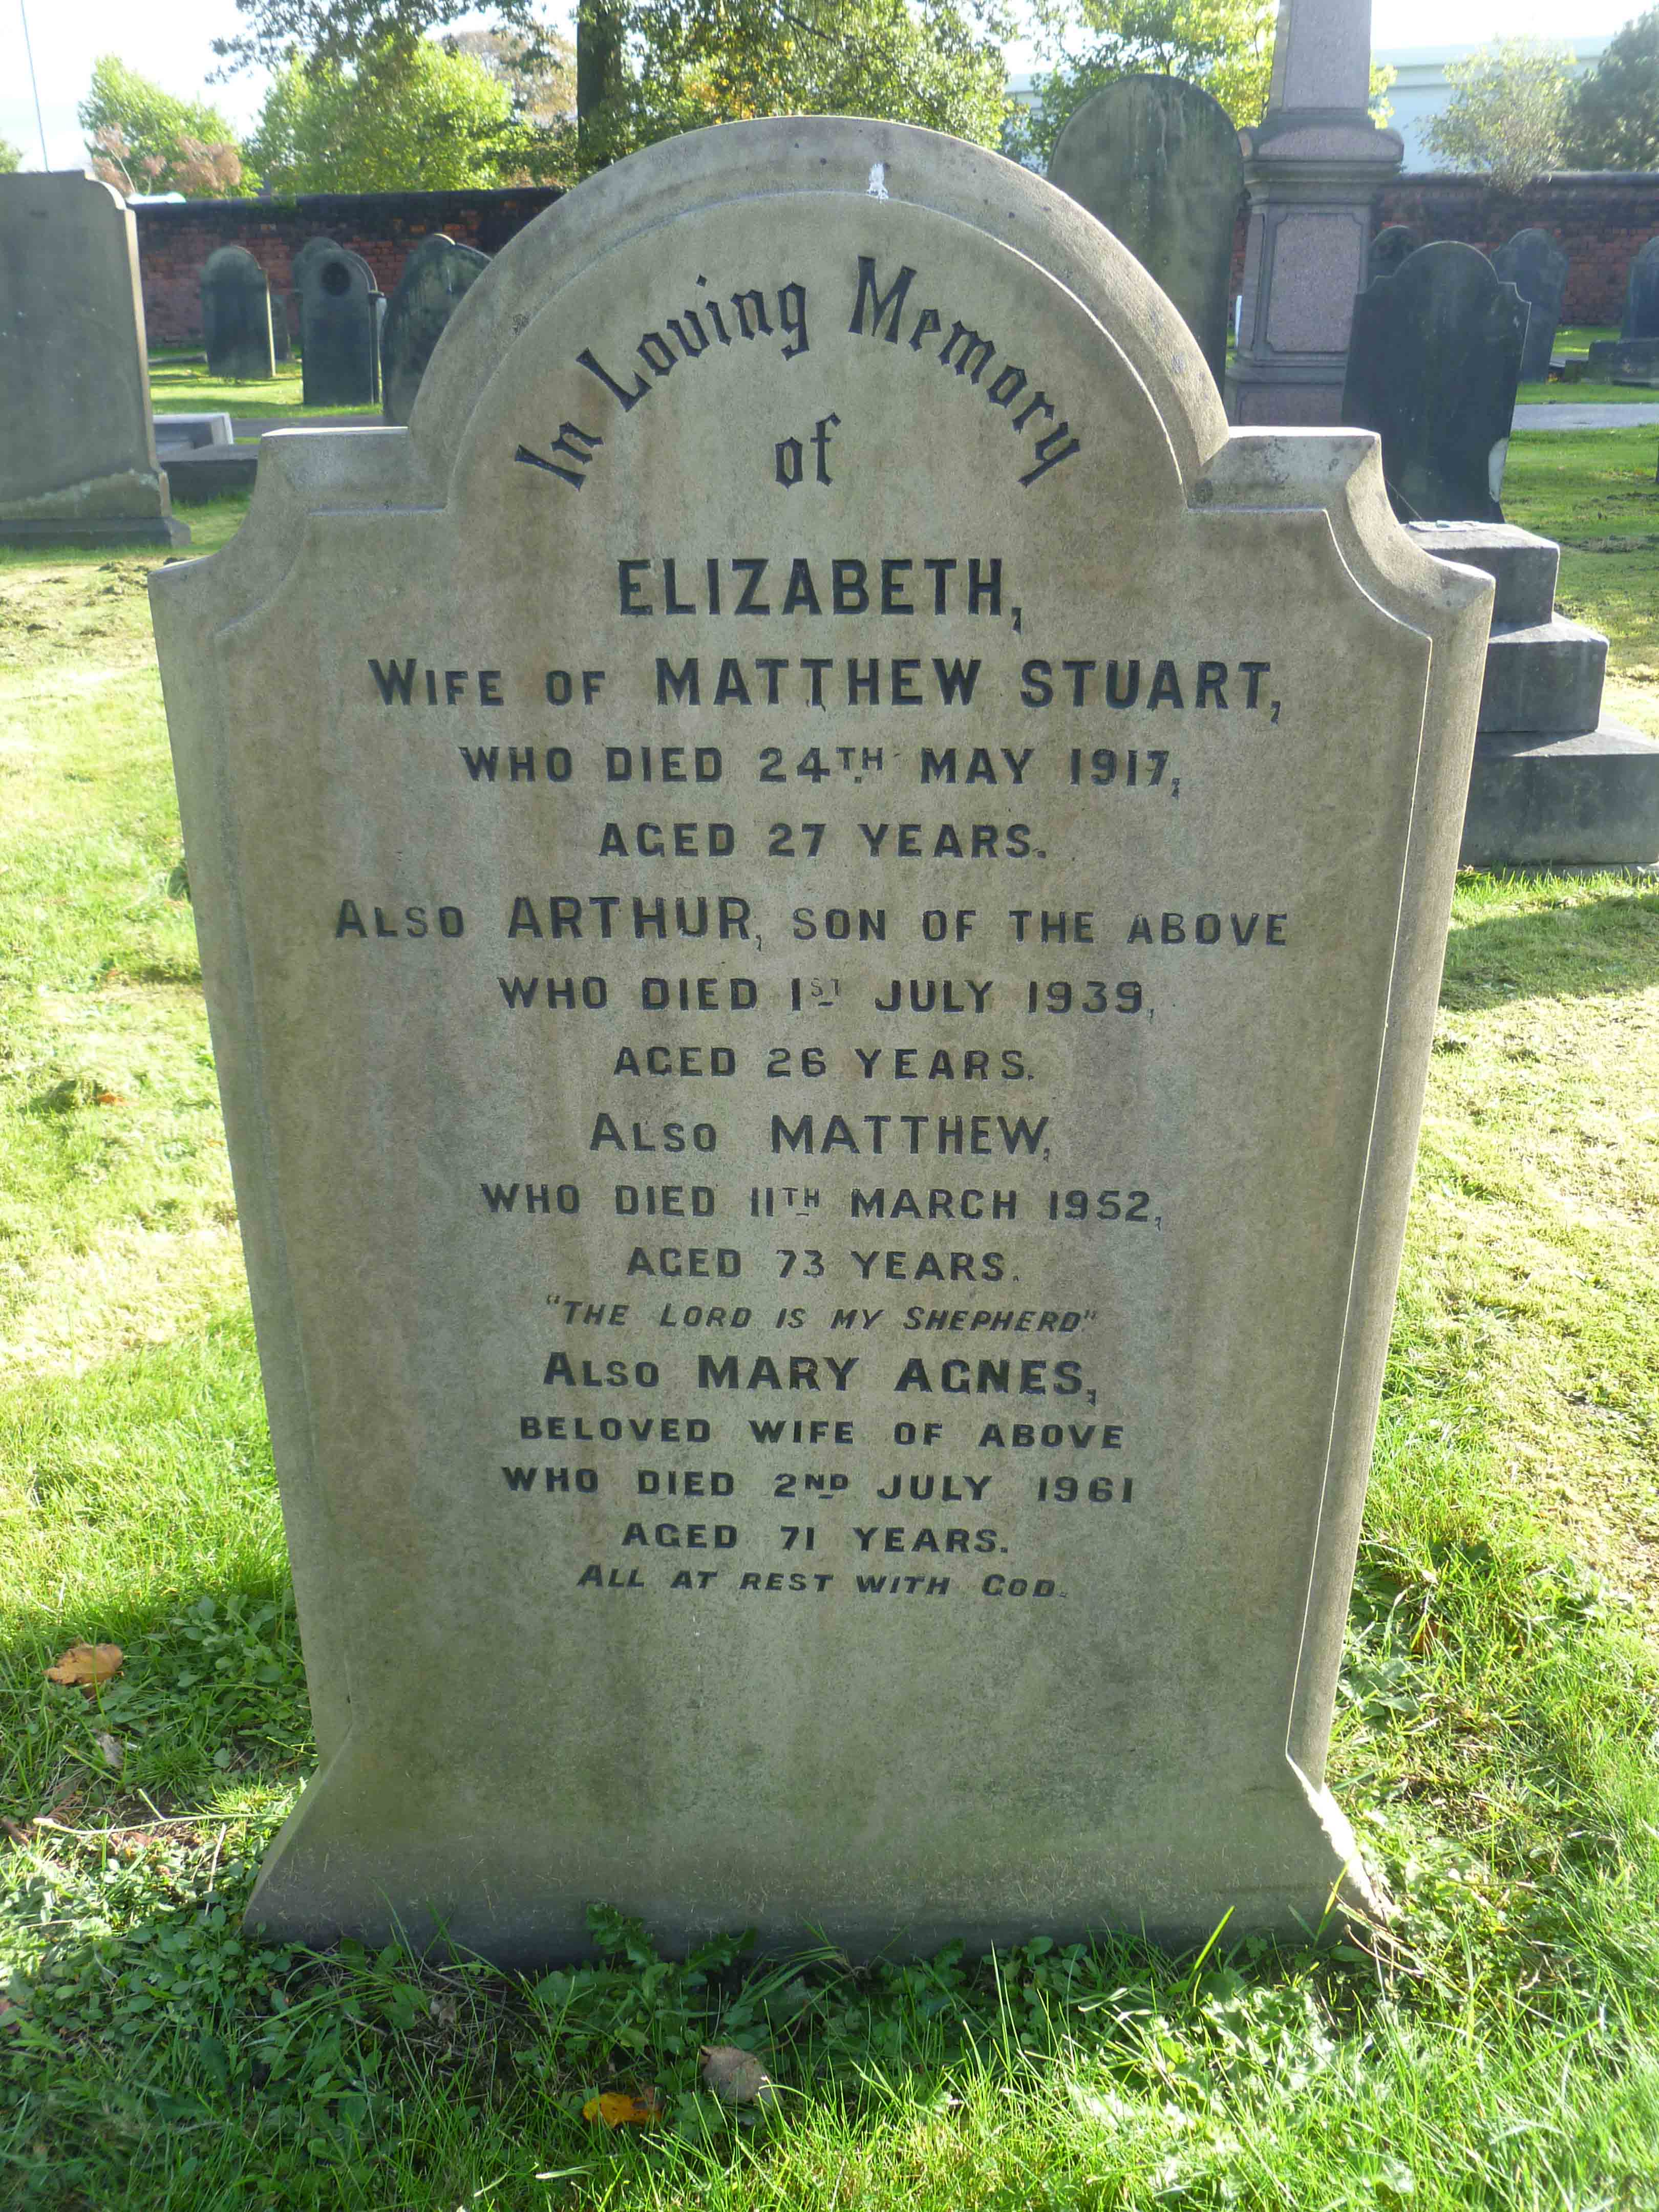 In Loving Memory
of
ELIZABETH,
WIFE OF MATTHEW STUART,
WHO DIED 24TH MAY 1917,
AGED 27 YEARS.
ALSO ARTHUR, SON OF THE ABOVE
WHO DIED 1ST JULY 1939,
AGED 26 YEARS.
ALSO MATTHEW,
WHO DIED 11TH MARCH 1952,
AGED 73 YEARS.
"THE LORD IS MY SHEPHERD"
ALSO MARY AGNES,
BELOVED WIFE OF ABOVE
WHO DIED 2ND JULY 1961
AGED 71 YEARS.
ALL AT REST WITH GOD.